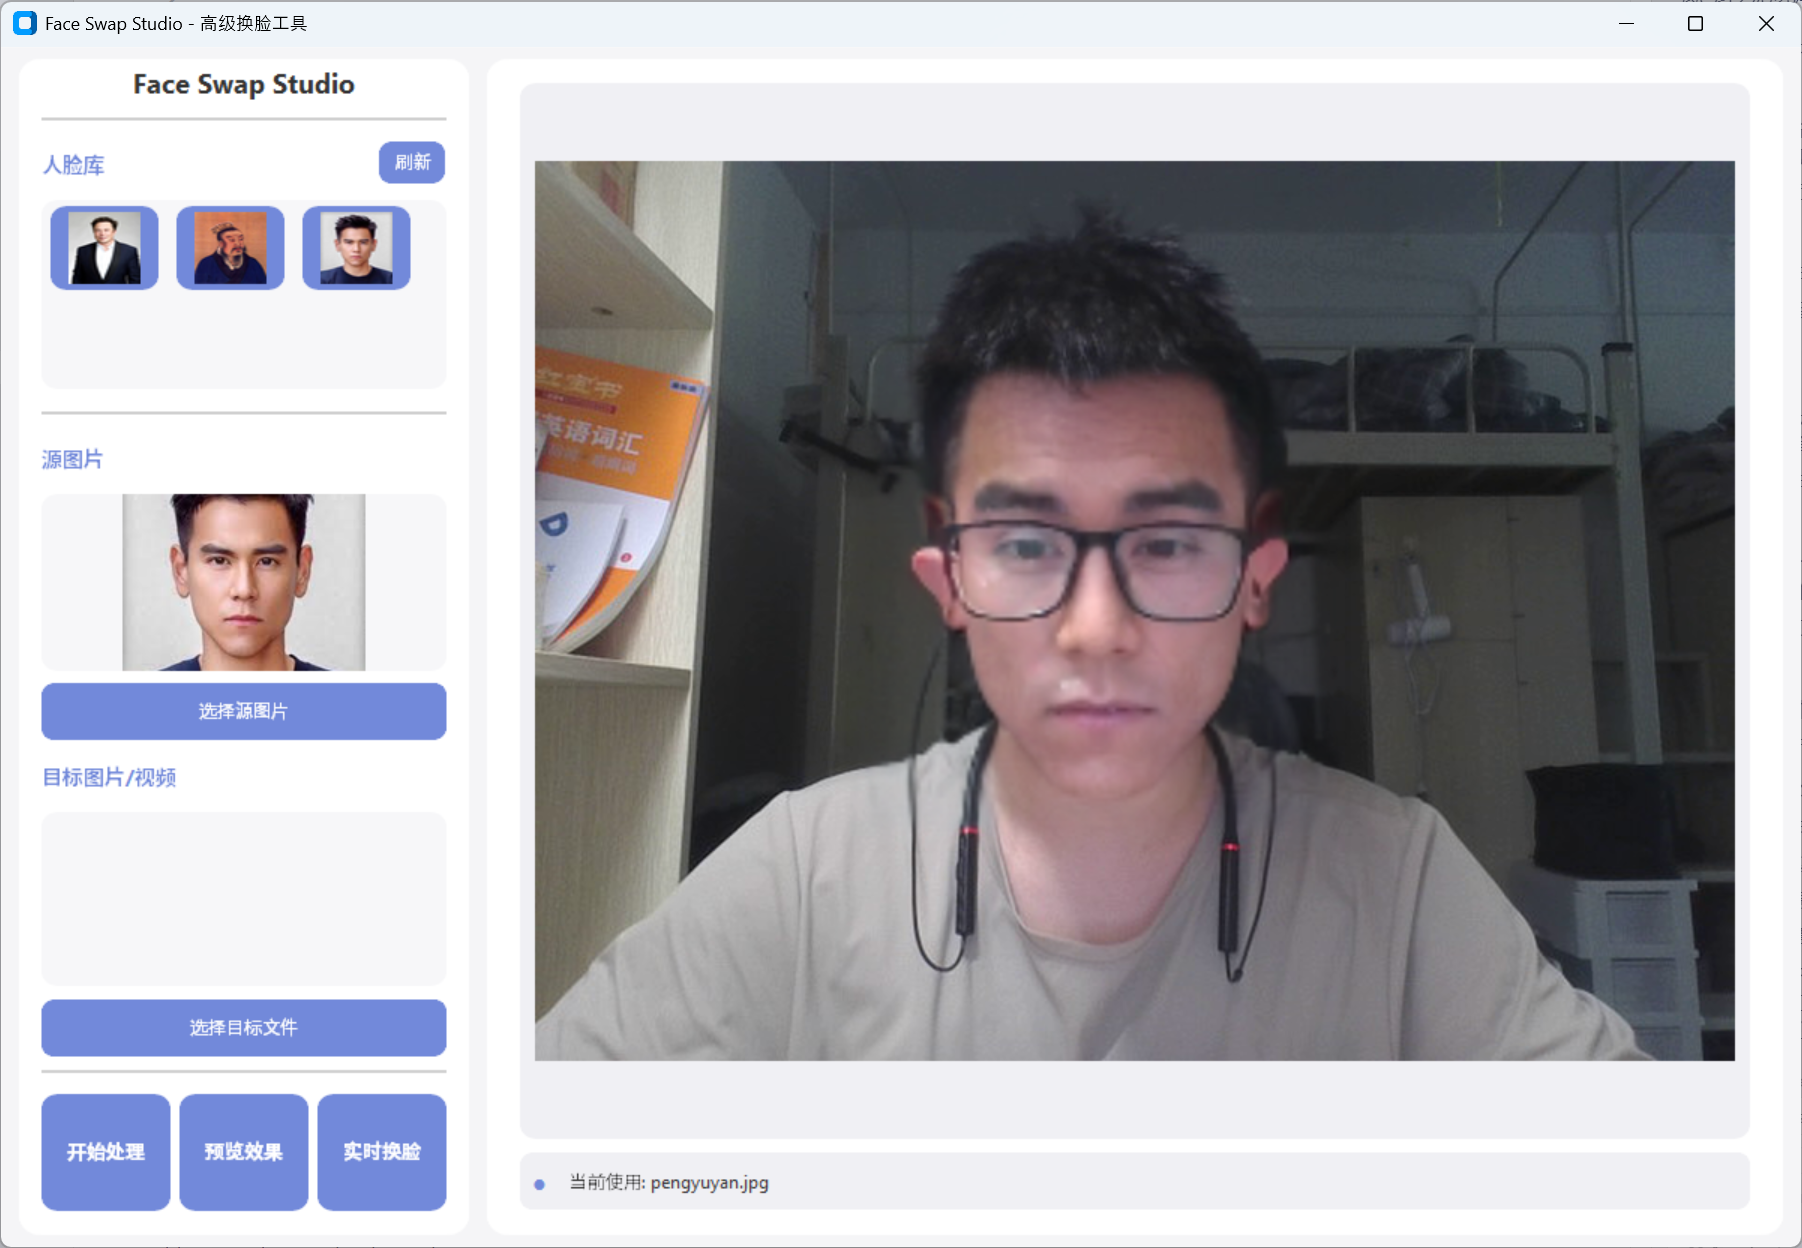 Face Swap Studio - 高级换脸工具
Face Swap Studio
人脸库
刷新
源图片
选择源图片
目标图片/视频
选择目标文件
开始处理
预览效果
实时换脸
红宝书
英语词汇
当前使用: pengyuyan.jpg